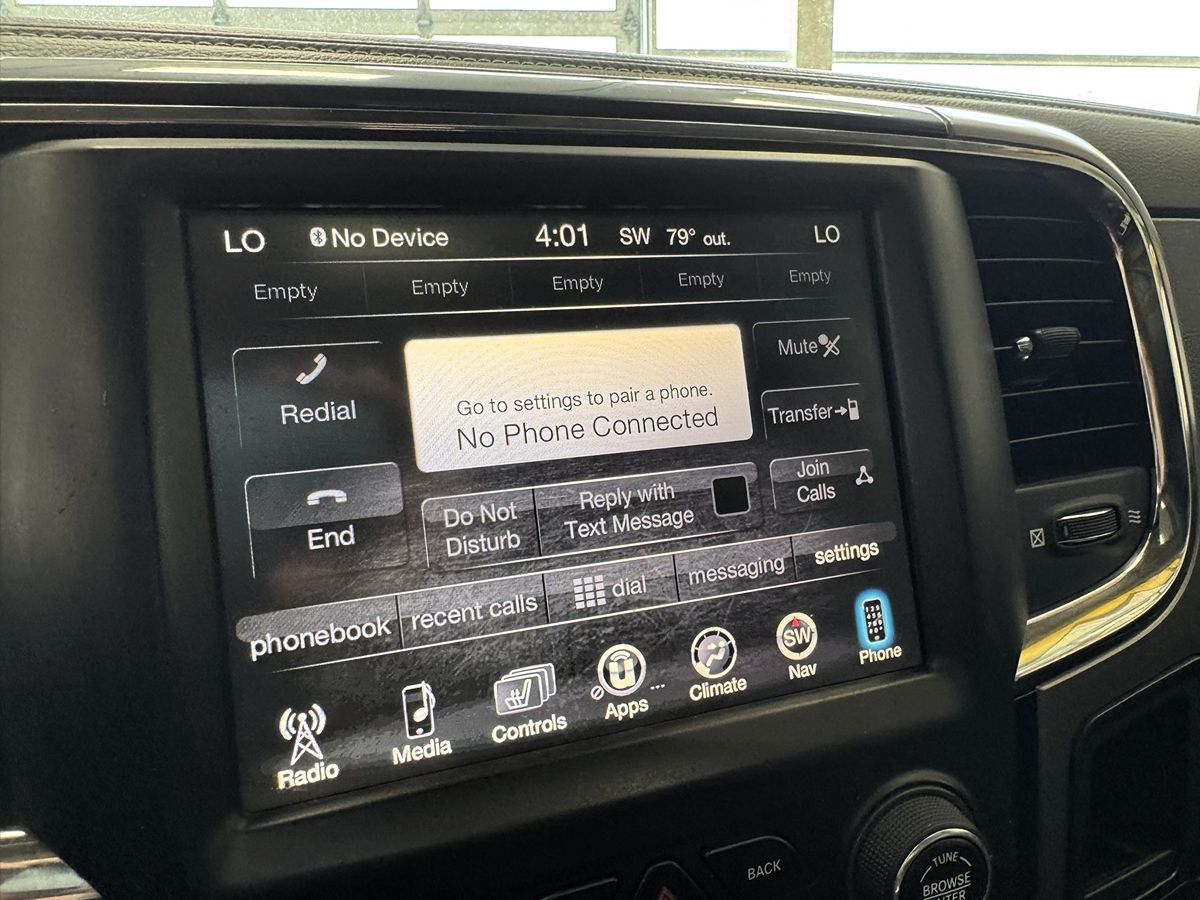 LO No Device 4:01 SW 79° out. LO
Empty Empty Empty Empty Empty
Redial
Go to settings to pair a phone.
No Phone Connected
Mute
Transfer
End
Do Not
Disturb
Reply with
Text Message
Join
Calls
phonebook recent calls dial messaging settings
Radio Media Controls Apps Climate SW Nav Phone
BACK
TUNE
BROWSE